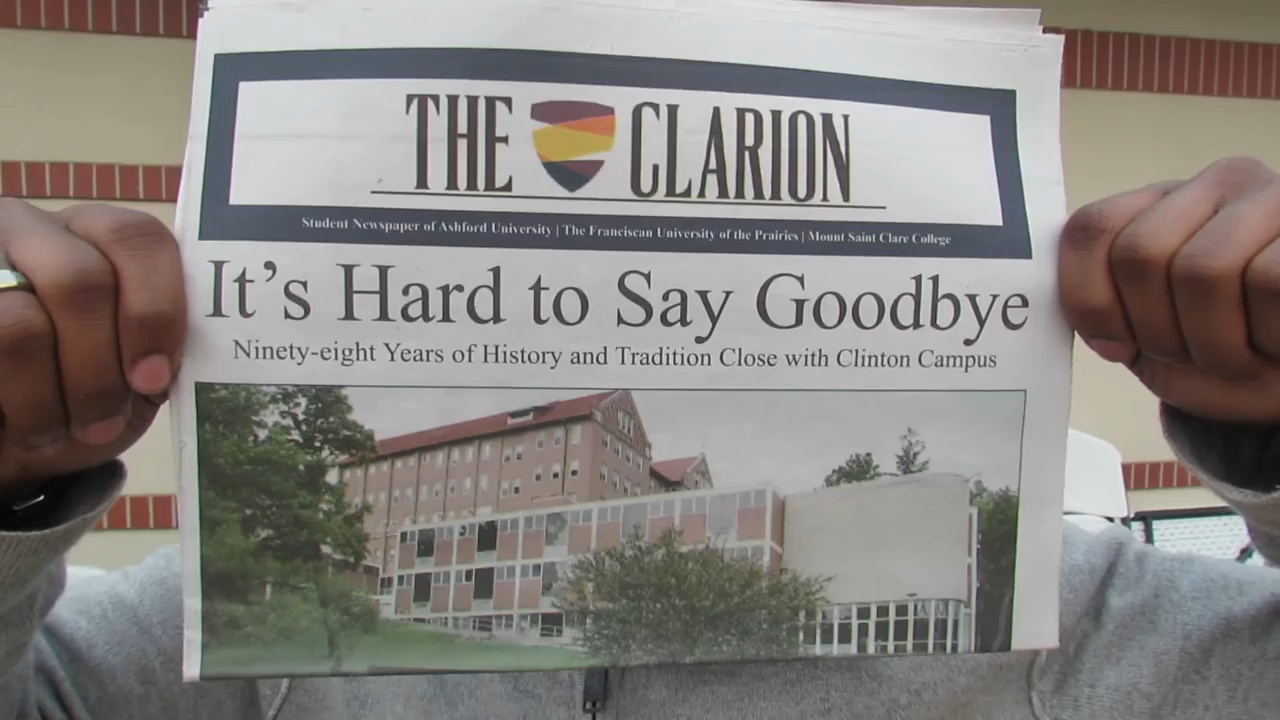 THE CLARION
Student Newspaper of Ashford University | The Franciscan University of the Prairies | Mount Saint Clare College
It's Hard to Say Goodbye
Ninety-eight Years of History and Tradition Close with Clinton Campus